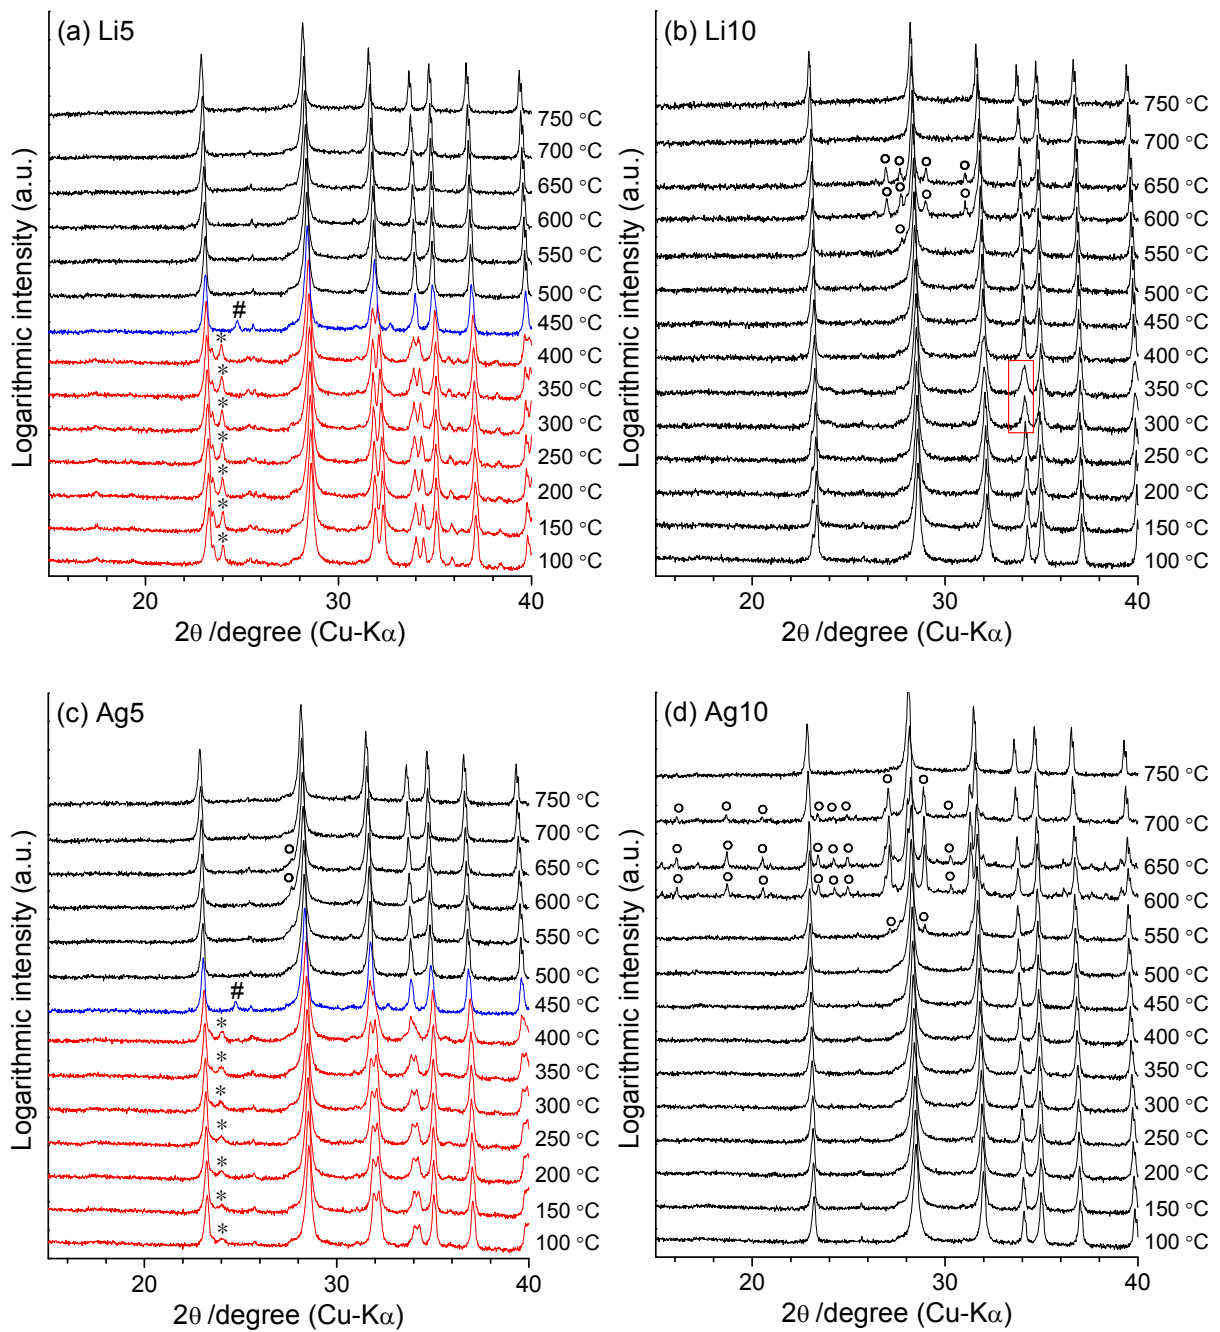 (a) Li5
750 °C
700 °C
650 °C
600 °C
550 °C
500 °C
450 °C
400 °C
350 °C
300 °C
250 °C
200 °C
150 °C
100 °C
#
*
*
*
*
*
*
*
Logarithmic intensity (a.u.)
20 30 40
2θ /degree (Cu-Kα)
(b) Li10
750 °C
700 °C
650 °C
600 °C
550 °C
500 °C
450 °C
400 °C
350 °C
300 °C
250 °C
200 °C
150 °C
100 °C
Logarithmic intensity (a.u.)
20 30 40
2θ /degree (Cu-Kα)
(c) Ag5
750 °C
700 °C
650 °C
600 °C
550 °C
500 °C
450 °C
400 °C
350 °C
300 °C
250 °C
200 °C
150 °C
100 °C
#
*
*
*
*
*
*
*
Logarithmic intensity (a.u.)
20 30 40
2θ /degree (Cu-Kα)
(d) Ag10
750 °C
700 °C
650 °C
600 °C
550 °C
500 °C
450 °C
400 °C
350 °C
300 °C
250 °C
200 °C
150 °C
100 °C
Logarithmic intensity (a.u.)
20 30 40
2θ /degree (Cu-Kα)